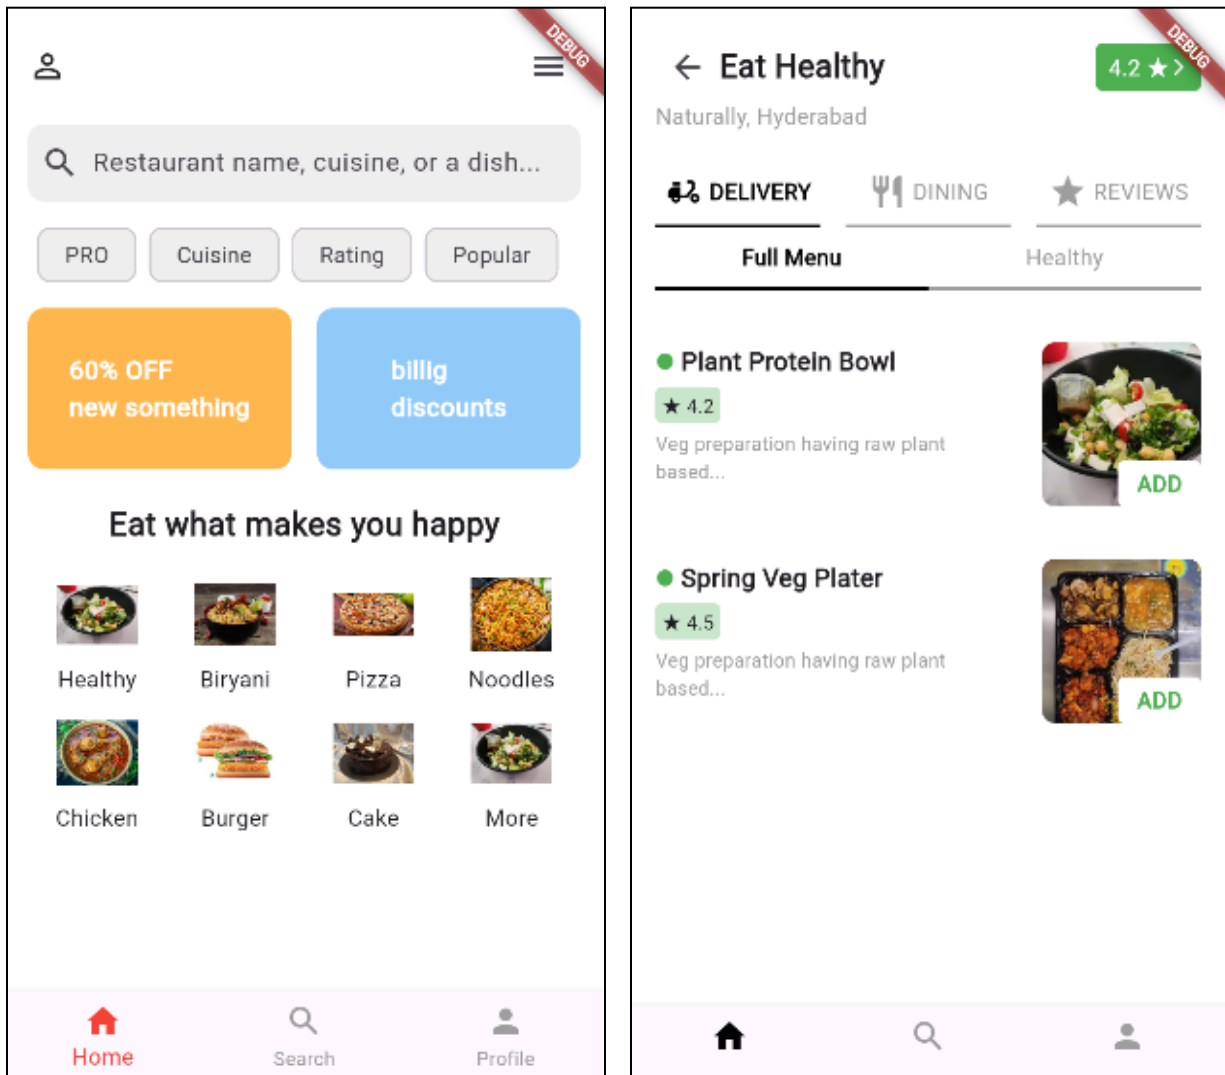 DEBUG
Restaurant name, cuisine, or a dish...
PRO
Cuisine
Rating
Popular
60% OFF
new something
billig
discounts
Eat what makes you happy
Healthy
Biryani
Pizza
Noodles
Chicken
Burger
Cake
More
Home
Search
Profile
DEBUG
Eat Healthy
4.2
Naturally, Hyderabad
DELIVERY
DINING
REVIEWS
Full Menu
Healthy
Plant Protein Bowl
4.2
Veg preparation having raw plant
based...
ADD
Spring Veg Plater
4.5
Veg preparation having raw plant
based...
ADD